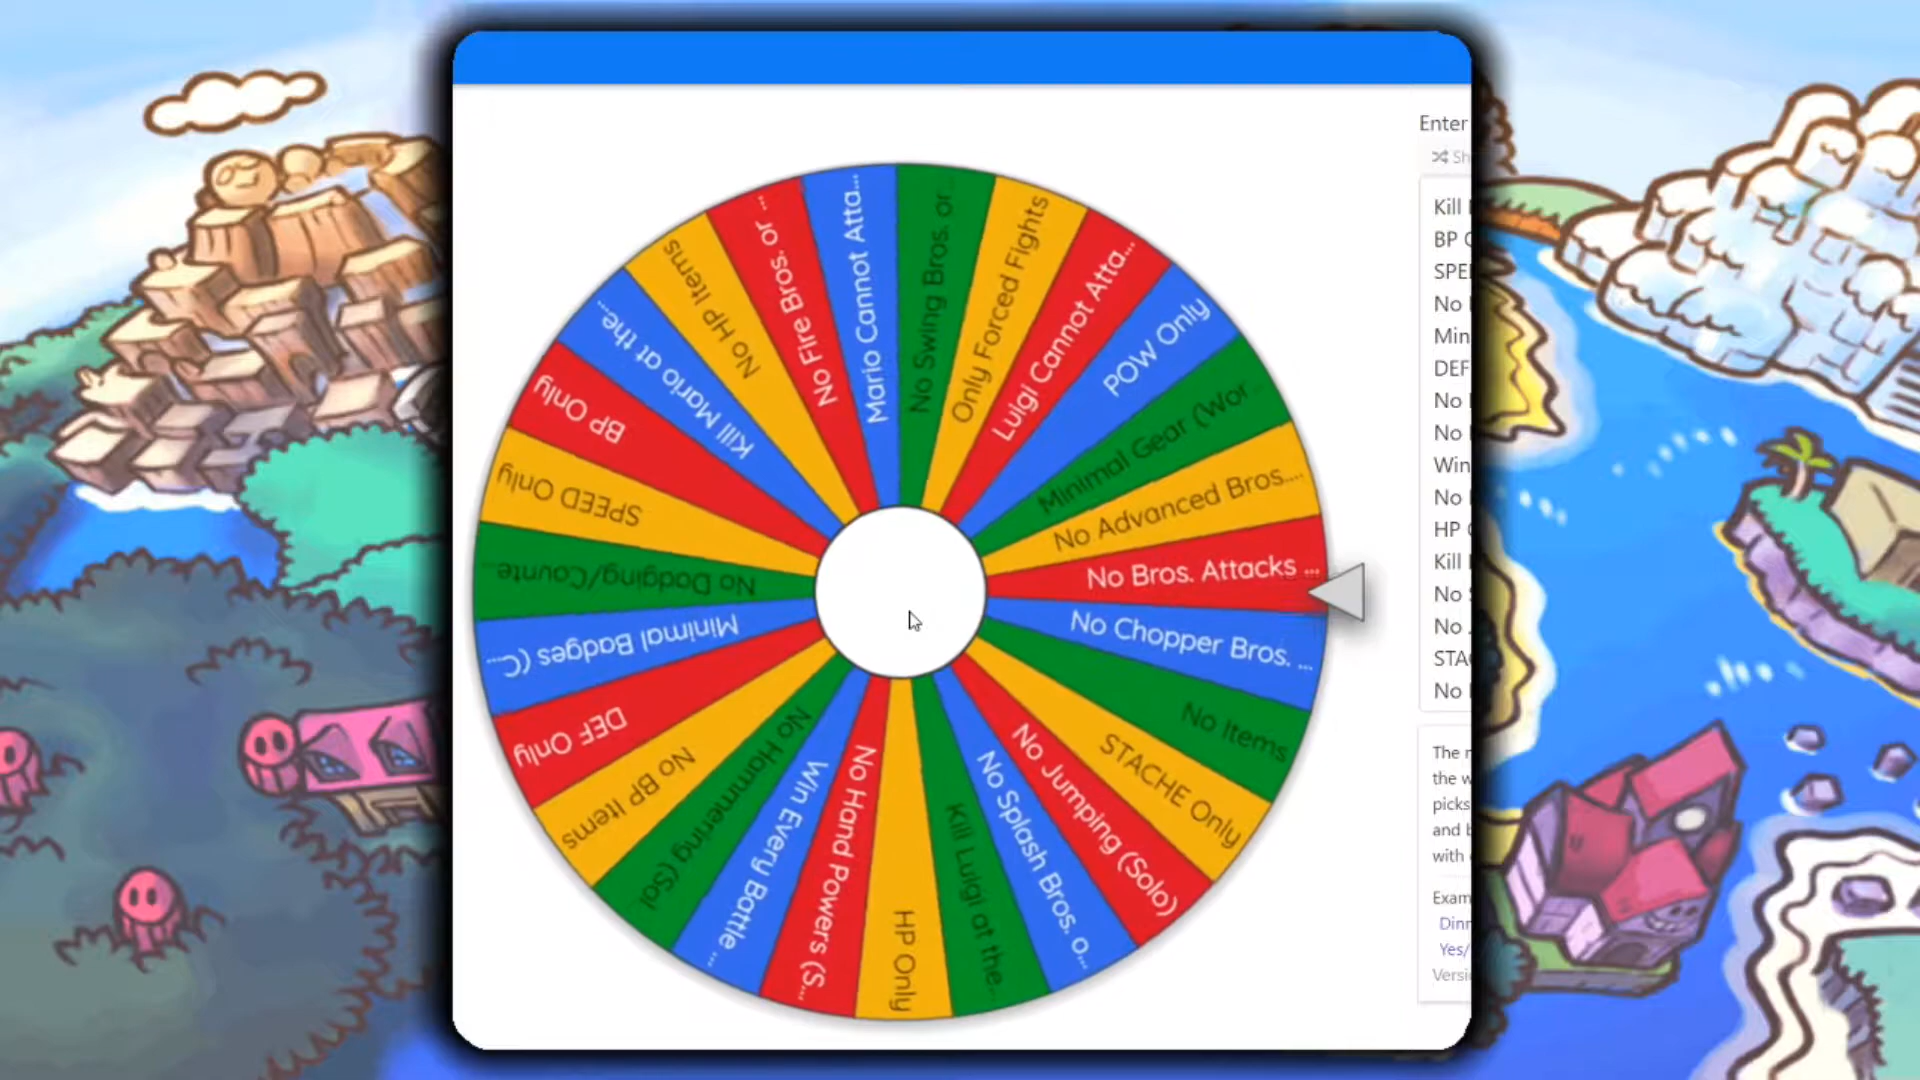 No Fire Bros. or ...
Mario Cannot Atta...
No Swing Bros. or
Only Forced Fights
Luigi Cannot Atta...
POW Only
Minimal Gear (Wor
No Advanced Bros....
No Bros. Attacks ...
No Chopper Bros. ...
No Items
STACHE Only
No Jumping (Solo)
No Splash Bros. o...
Kill Luigi at the
HP Only
No Hand Powers (S...
Win Every Battle ...
No Hammering (Sol
No BP Items
DEF Only
Minimal Badges (C...
No Dodging/Counte
SPEED Only
BP Only
Kill Mario at the...
No HP Items
Enter
Sh
Kill
BP
SPE
No
Min
DEF
No
No
Win
No
HP
Kill
No
No
STA
No
The
the w
picks
and b
with
Exam
Dinn
Yes/
Versi